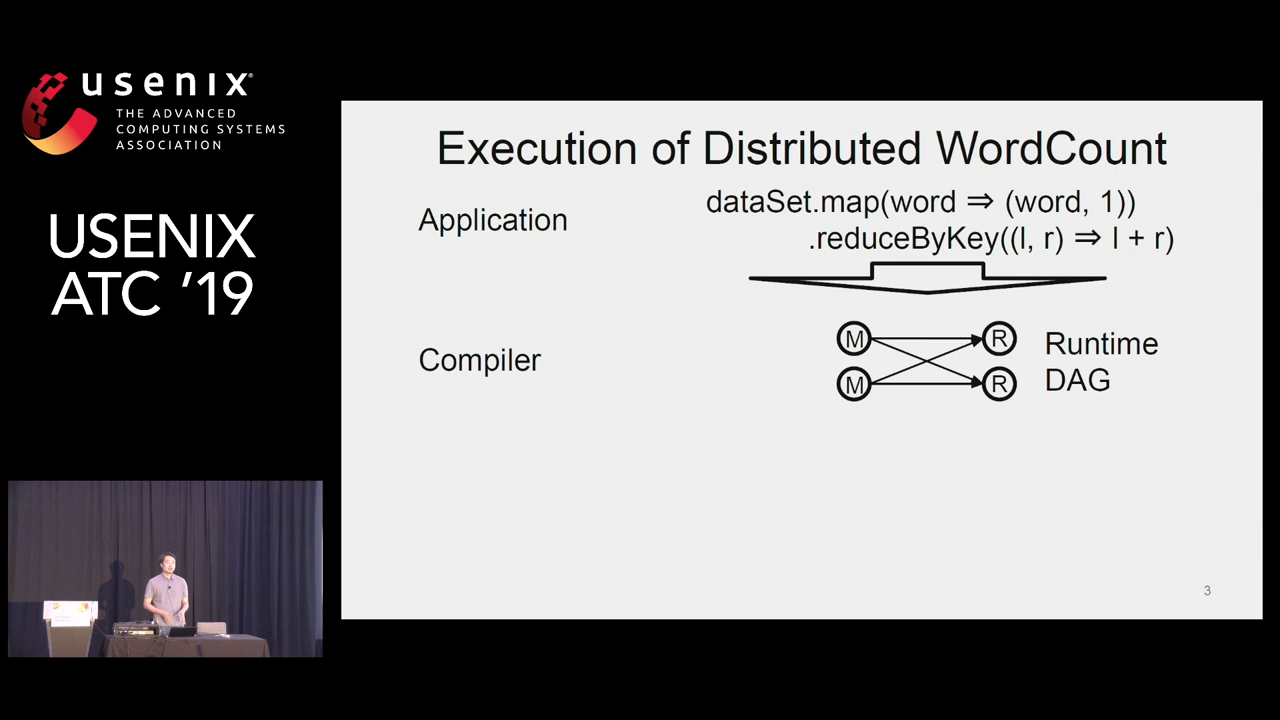 usenix
THE ADVANCED
COMPUTING SYSTEMS
ASSOCIATION
USENIX
ATC ’19
Execution of Distributed WordCount
Application
dataSet.map(word ⇒ (word, 1))
.reduceByKey((l, r) ⇒ l + r)
Compiler
M
R
M
R
Runtime
DAG
3